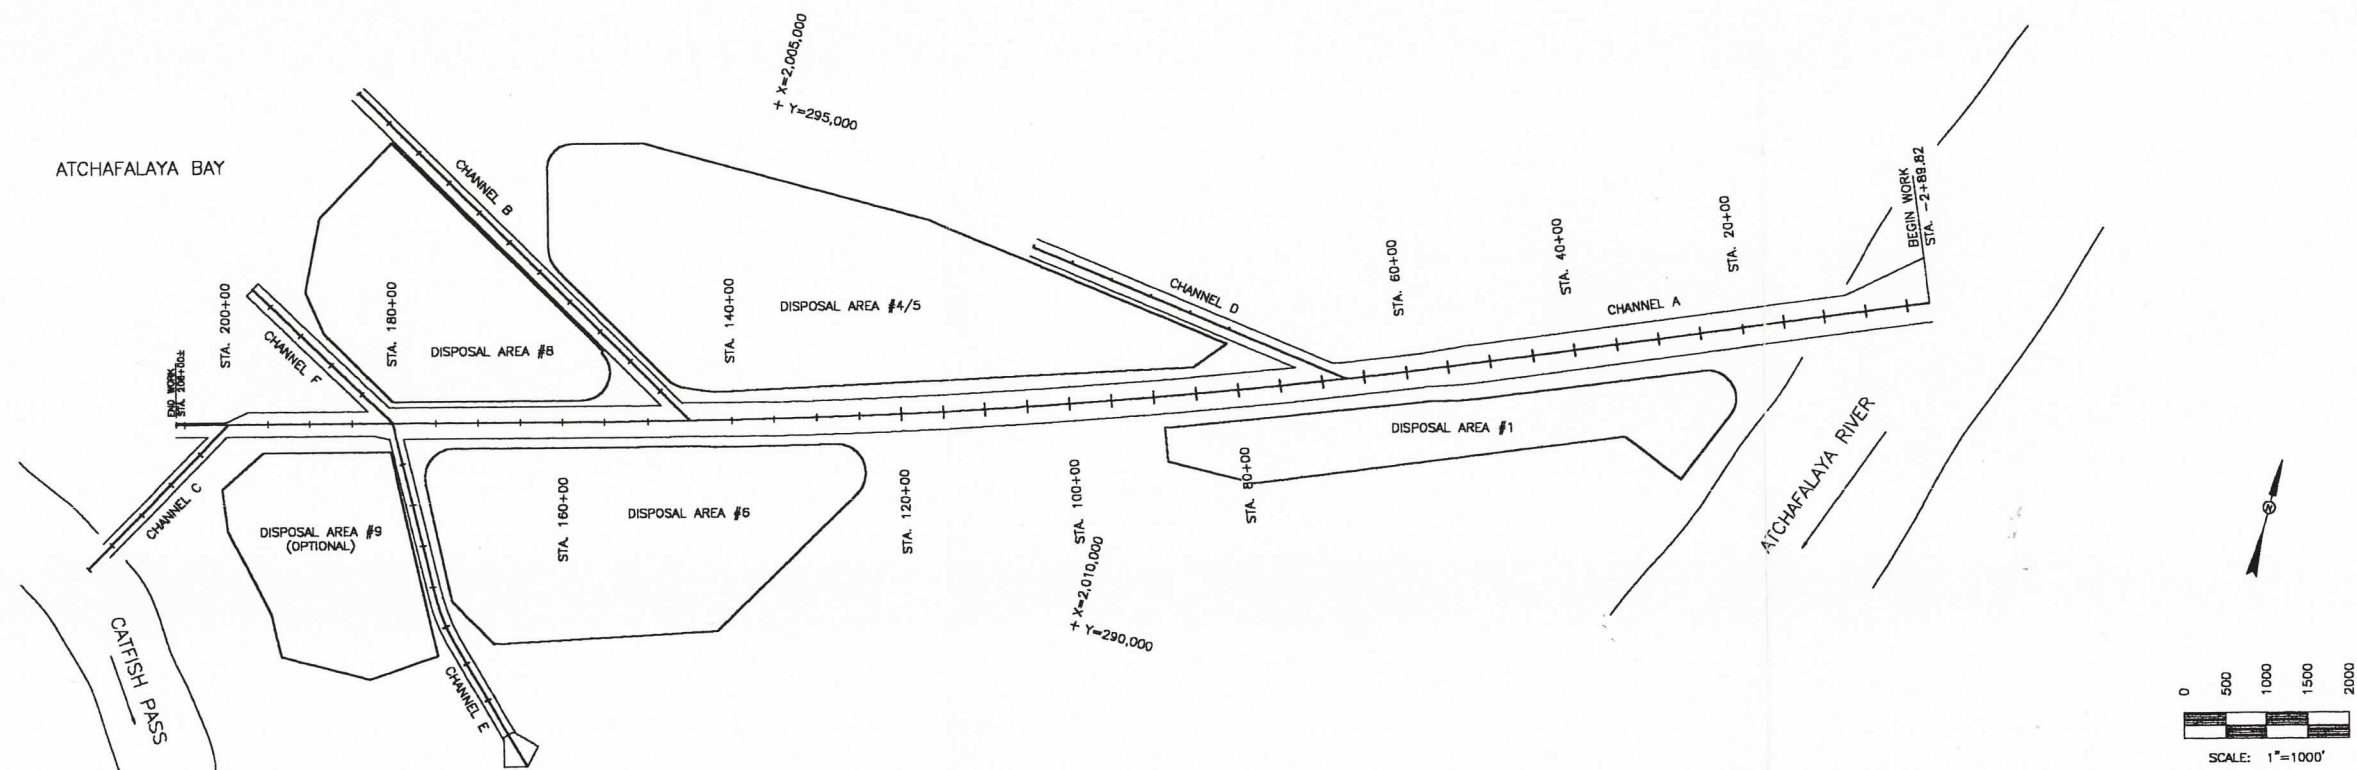 X=2,005,000
+ Y=295,000
ATCHAFALAYA BAY
CHANNEL B
BEGIN WORK
STA. -2+89.82
STA. 20+00
STA. 40+00
STA. 60+00
CHANNEL D
CHANNEL A
STA. 200+00
STA. 180+00
STA. 140+00
DISPOSAL AREA #4/5
CHANNEL F
DISPOSAL AREA #8
END WORK
STA. 206+00±
DISPOSAL AREA #1
ATCHAFALAYA RIVER
CHANNEL C
DISPOSAL AREA #9
(OPTIONAL)
STA. 160+00
DISPOSAL AREA #6
STA. 120+00
STA. 100+00
STA. 80+00
X=2,010,000
+ Y=290,000
CATFISH PASS
CHANNEL E
N
0
500
1000
1500
2000
SCALE: 1"=1000'